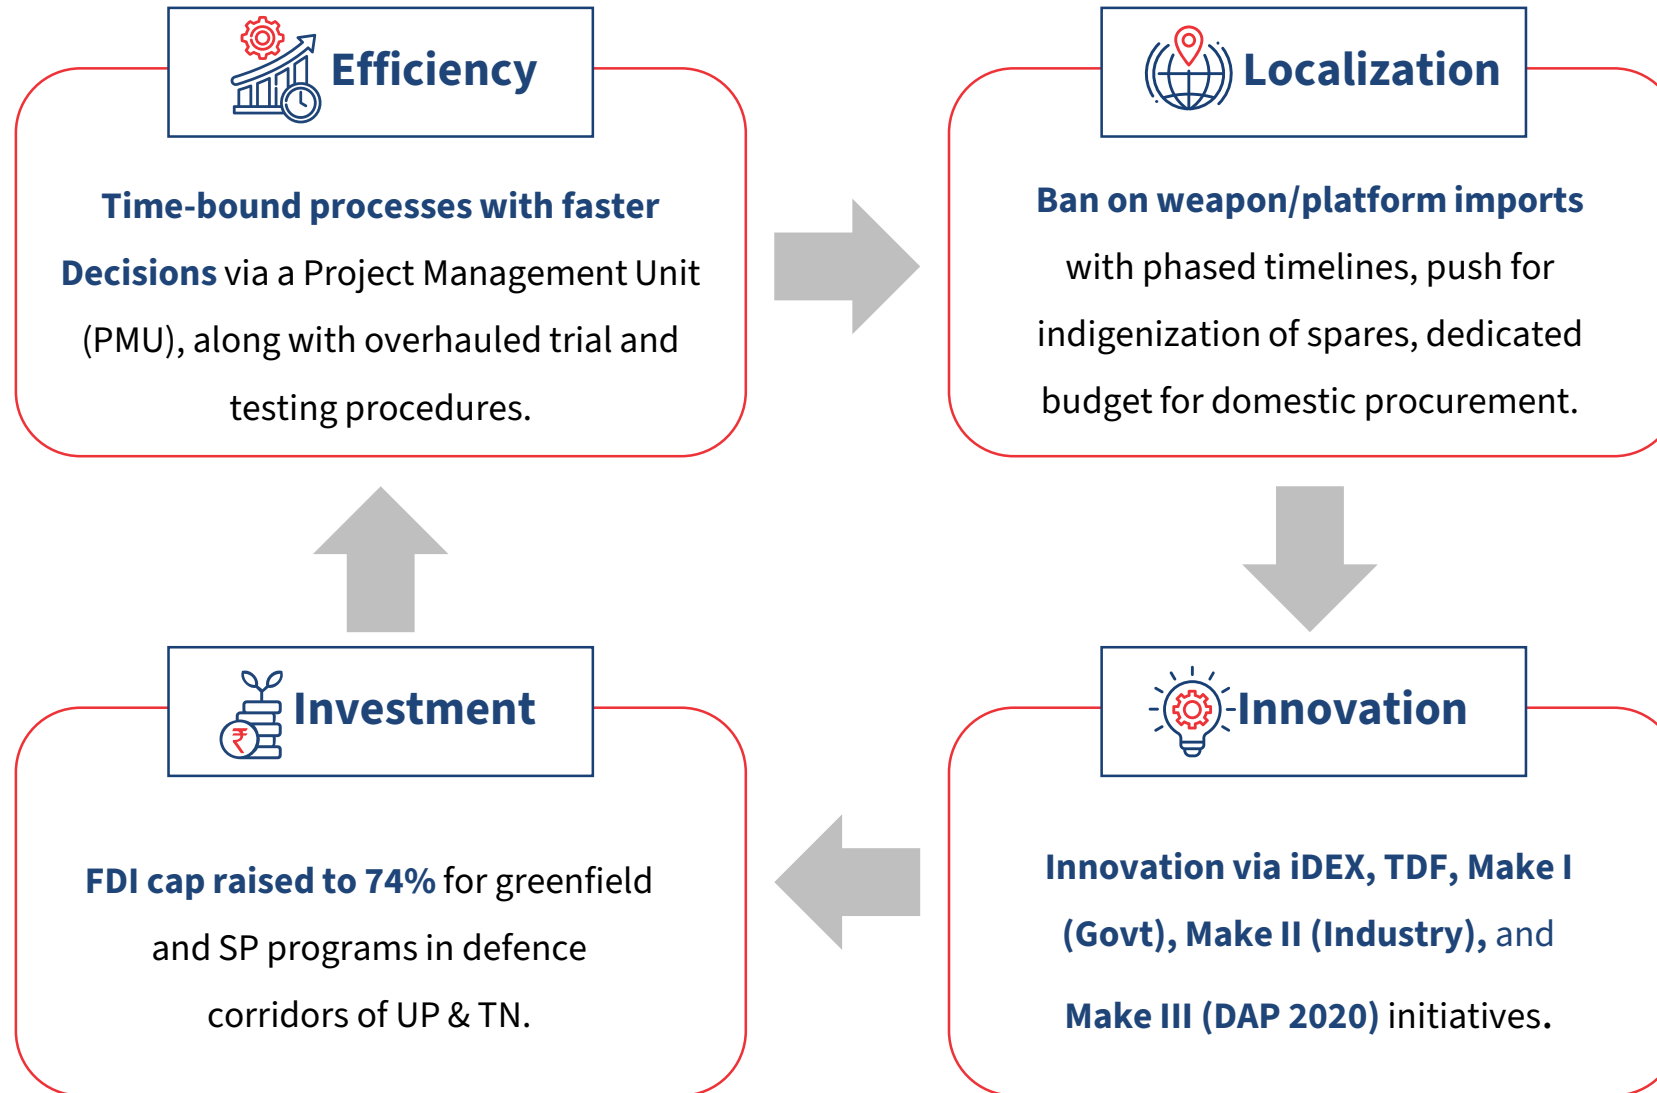 Efficiency
Time-bound processes with faster
Decisions via a Project Management Unit
(PMU), along with overhauled trial and
testing procedures.
Localization
Ban on weapon/platform imports
with phased timelines, push for
indigenization of spares, dedicated
budget for domestic procurement.
Investment
₹
FDI cap raised to 74% for greenfield
and SP programs in defence
corridors of UP & TN.
Innovation
Innovation via iDEX, TDF, Make I
(Govt), Make II (Industry), and
Make III (DAP 2020) initiatives.